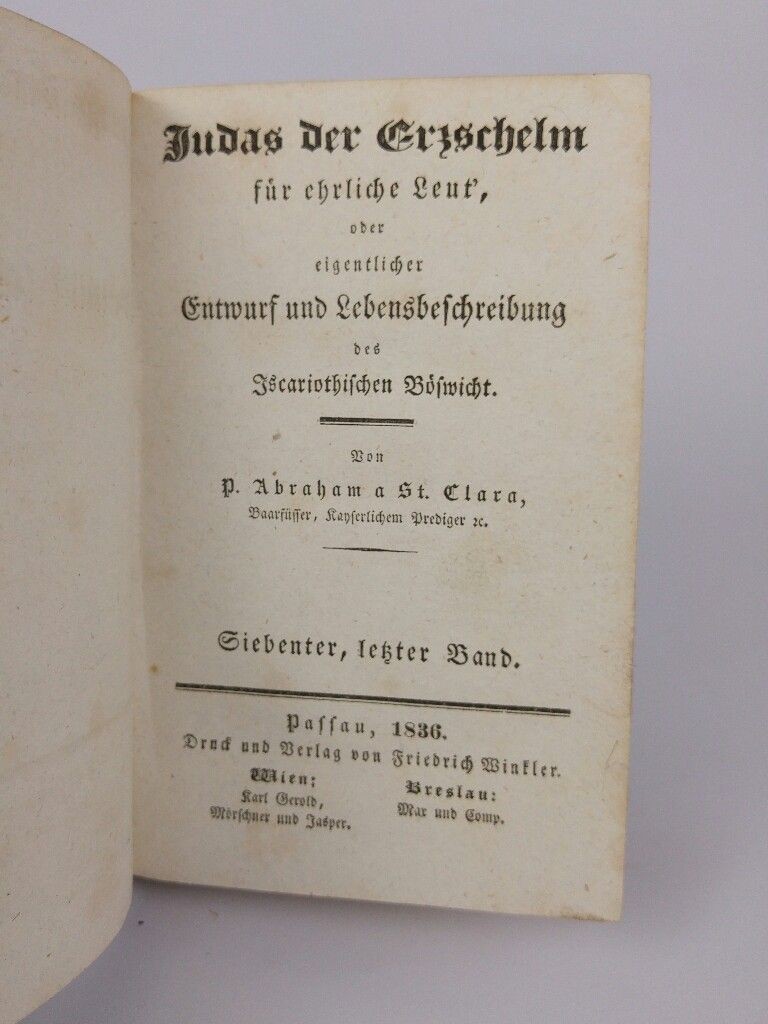 Judas der Erzschelm
für ehrliche Leut',
oder
eigentlicher
Entwurf und Lebensbeschreibung
des
Iscariothischen Böswicht.
Von
P. Abraham a St. Clara,
Baarfüsser, Kayserlichem Prediger ꝛc.
Siebenter, letzter Band.
Passau, 1836.
Druck und Verlag von Friedrich Winkler.
Wien:
Karl Gerold,
Mörschner und Jasper.
Breslau:
Max und Comp.